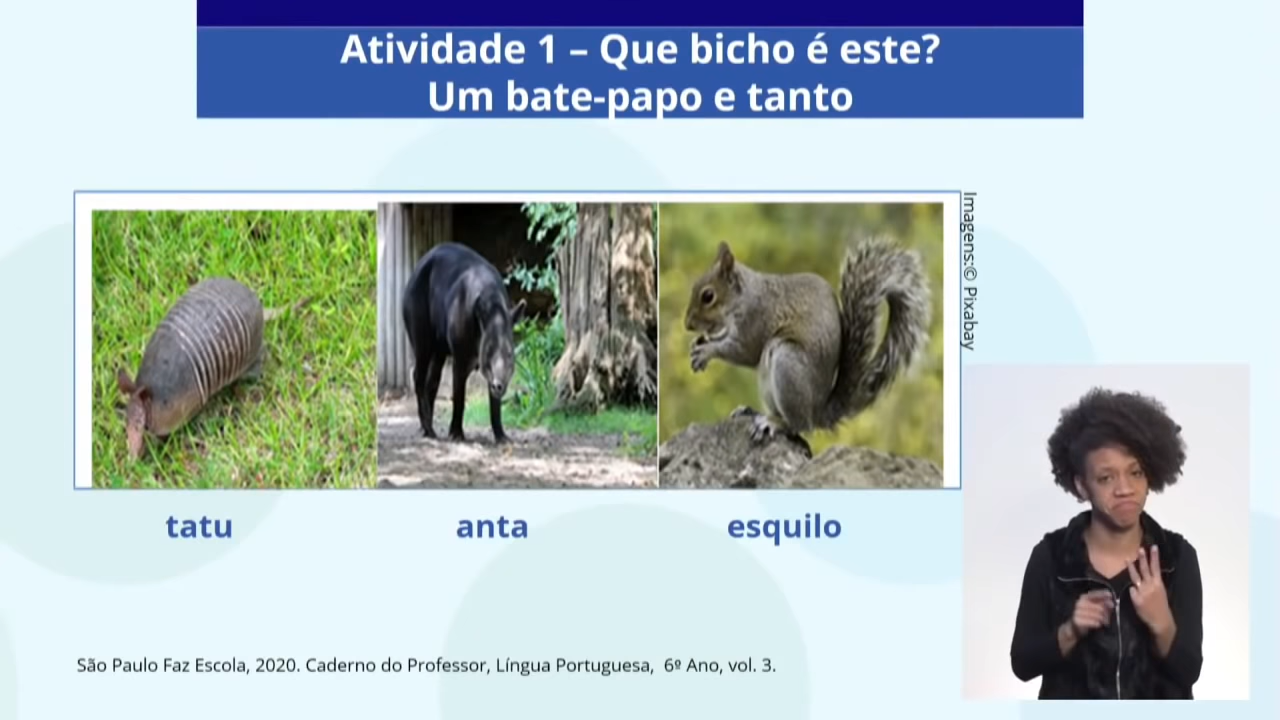 Atividade 1 – Que bicho é este?
Um bate-papo e tanto
Imagens:© Pixabay
tatu
anta
esquilo
São Paulo Faz Escola, 2020. Caderno do Professor, Língua Portuguesa, 6º Ano, vol. 3.